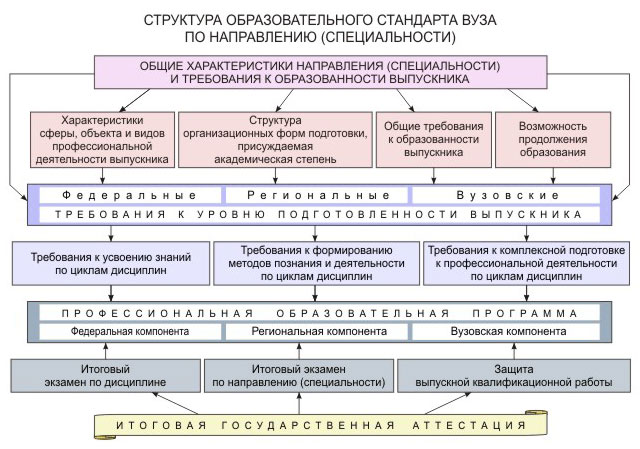 СТРУКТУРА ОБРАЗОВАТЕЛЬНОГО СТАНДАРТА ВУЗА
ПО НАПРАВЛЕНИЮ (СПЕЦИАЛЬНОСТИ)
ОБЩИЕ ХАРАКТЕРИСТИКИ НАПРАВЛЕНИЯ (СПЕЦИАЛЬНОСТИ)
И ТРЕБОВАНИЯ К ОБРАЗОВАННОСТИ ВЫПУСКНИКА
Характеристики
сферы, объекта и видов
профессиональной
деятельности выпускника
Структура
организационных форм подготовки,
присуждаемая
академическая степень
Общие требования
к образованности
выпускника
Возможность
продолжения
образования
Федеральные
Региональные
Вузовские
ТРЕБОВАНИЯ К УРОВНЮ ПОДГОТОВЛЕННОСТИ ВЫПУСКНИКА
Требования к усвоению знаний
по циклам дисциплин
Требования к формированию
методов познания и деятельности
по циклам дисциплин
Требования к комплексной подготовке
к профессиональной деятельности
по циклам дисциплин
ПРОФЕССИОНАЛЬНАЯ ОБРАЗОВАТЕЛЬНАЯ ПРОГРАММА
Федеральная компонента
Региональная компонента
Вузовская компонента
Итоговый
экзамен по дисциплине
Итоговый экзамен
по направлению (специальности)
Защита
выпускной квалификационной работы
ИТОГОВАЯ ГОСУДАРСТВЕННАЯ АТТЕСТАЦИЯ